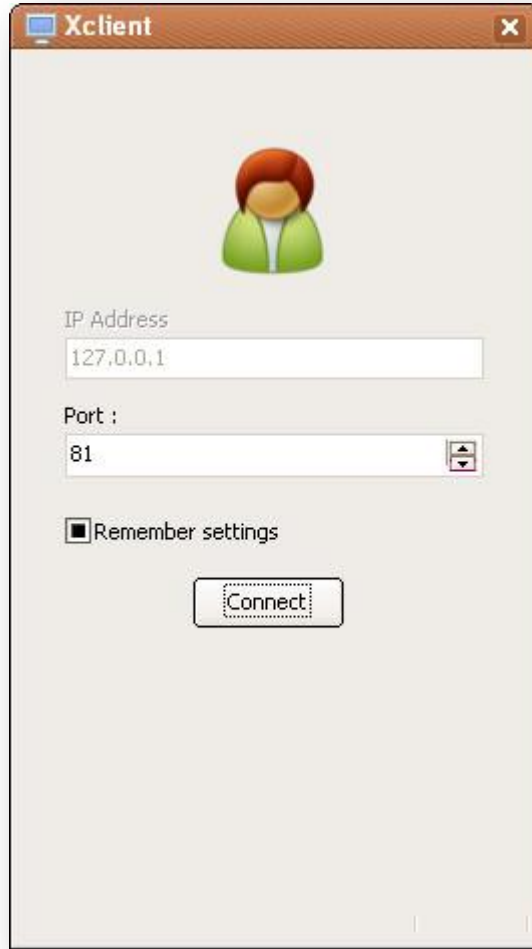 Xclient
IP Address
127.0.0.1
Port :
81
Remember settings
Connect